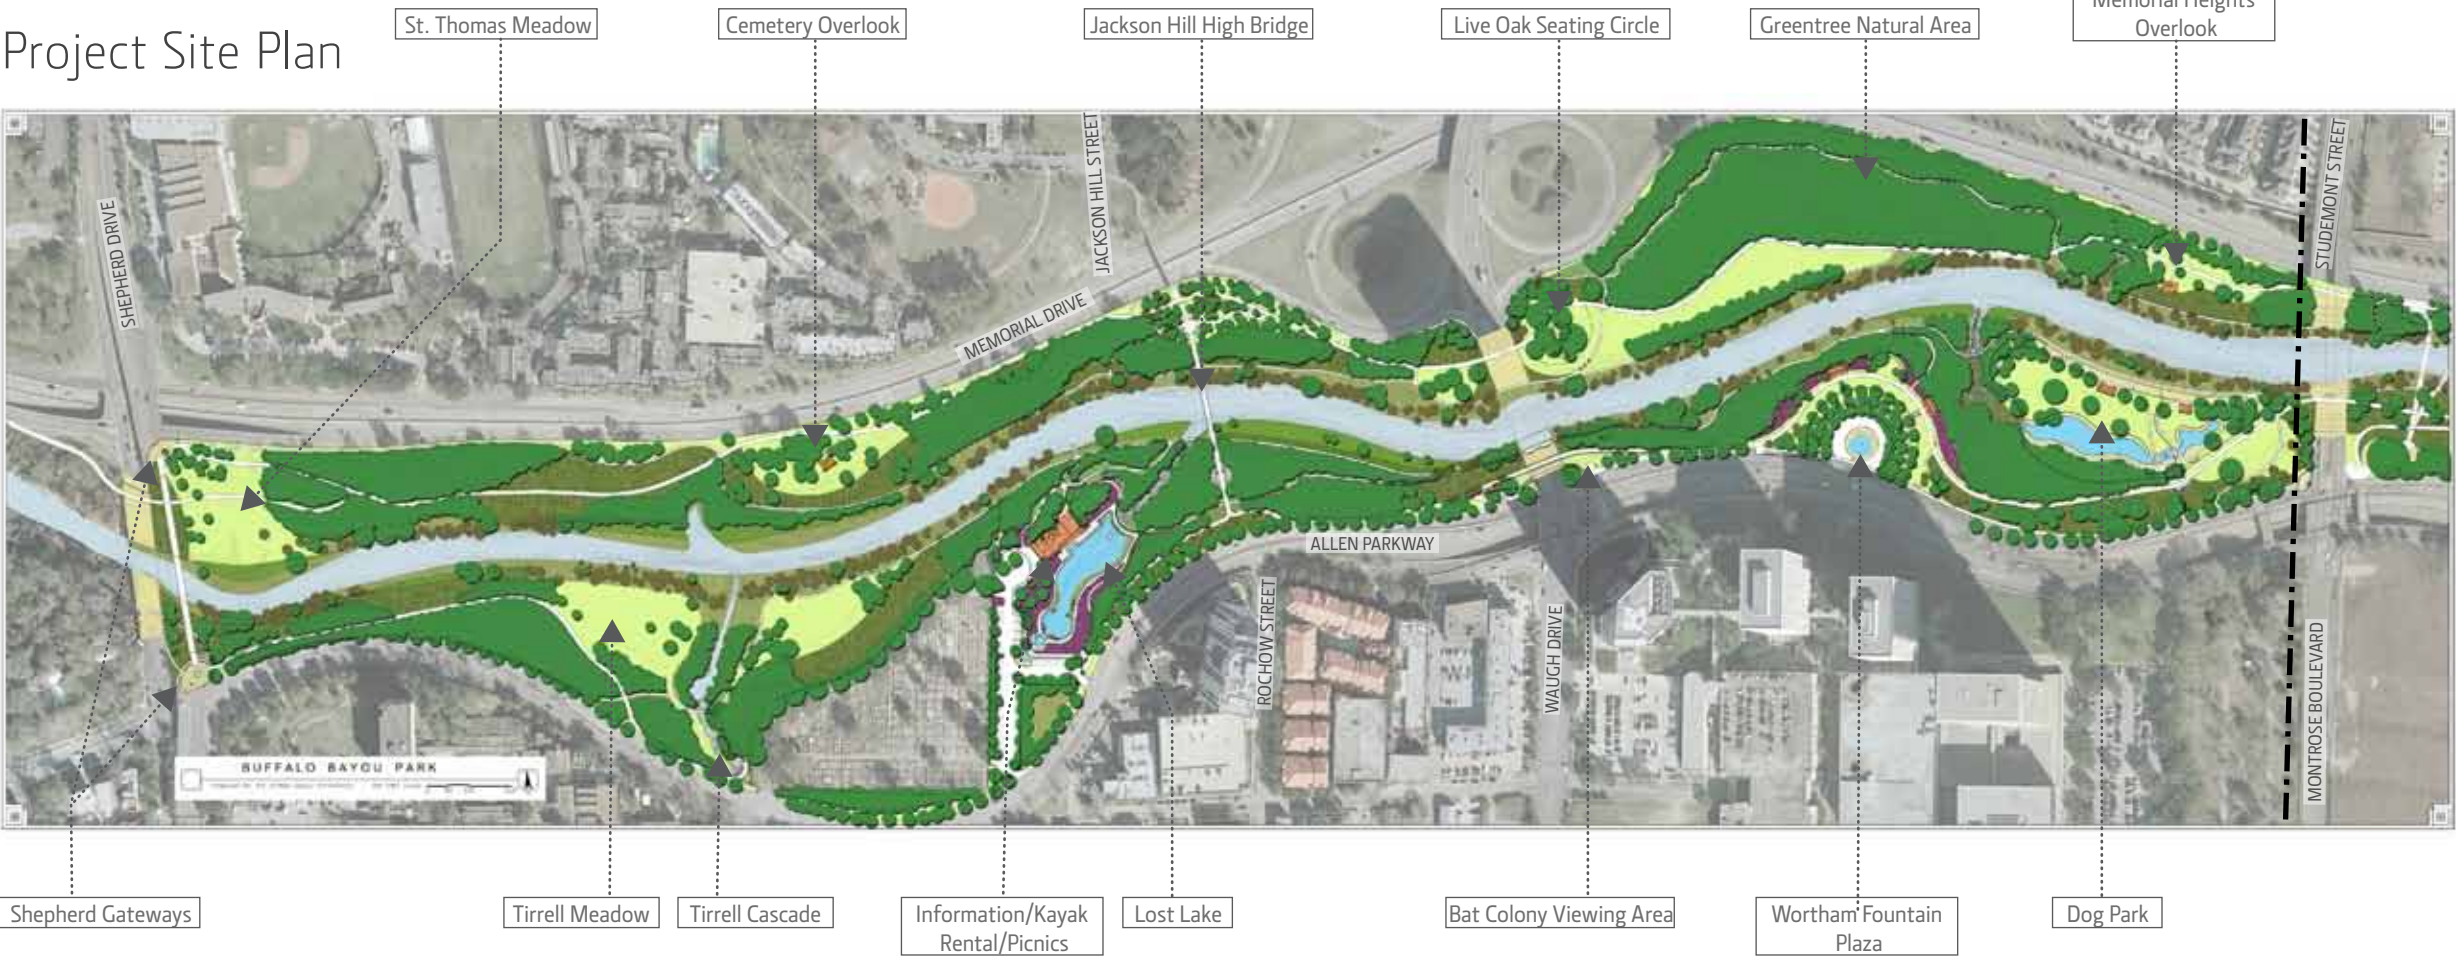 Project Site Plan
St. Thomas Meadow
Cemetery Overlook
Jackson Hill High Bridge
Live Oak Seating Circle
Greentree Natural Area
Memorial Heights
Overlook
SHEPHERD DRIVE
JACKSON HILL STREET
MEMORIAL DRIVE
STUDEMONT STREET
ALLEN PARKWAY
ROCHOW STREET
WAUGH DRIVE
MONTROSE BOULEVARD
BUFFALO BAYOU PARK
Shepherd Gateways
Tirrell Meadow
Tirrell Cascade
Information/Kayak
Rental/Picnics
Lost Lake
Bat Colony Viewing Area
Wortham Fountain
Plaza
Dog Park